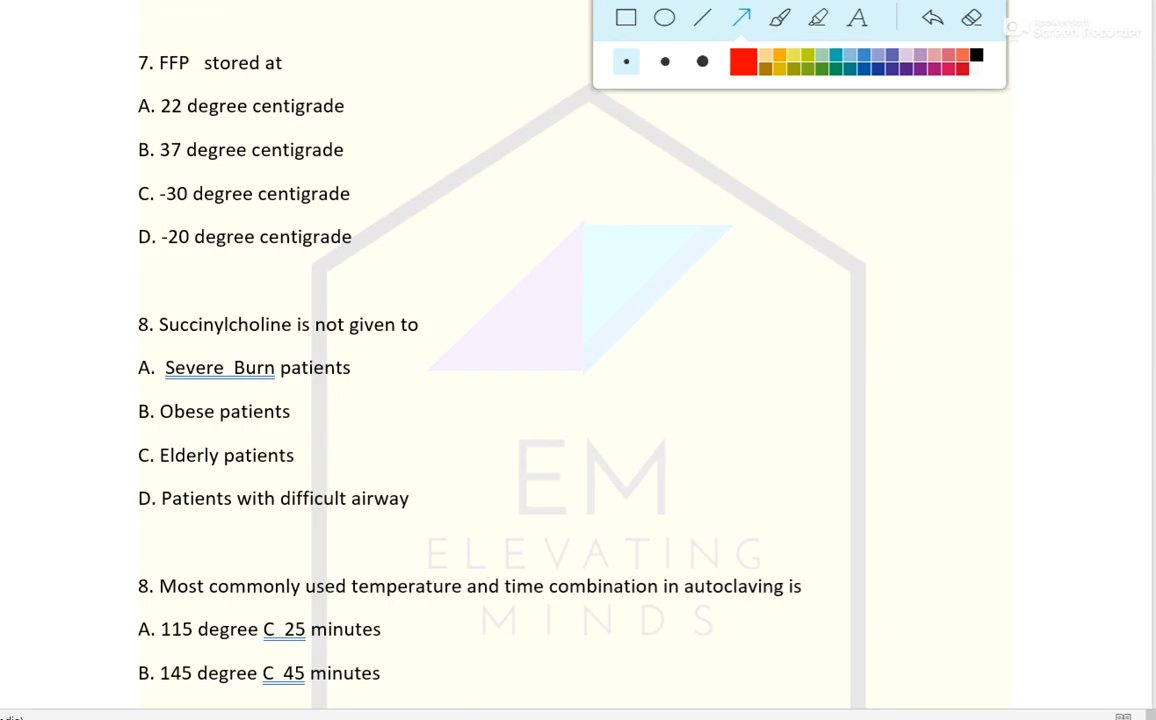 Screen Recorder
7. FFP stored at
A. 22 degree centigrade
B. 37 degree centigrade
C. -30 degree centigrade
D. -20 degree centigrade
8. Succinylcholine is not given to
A. Severe Burn patients
B. Obese patients
C. Elderly patients
D. Patients with difficult airway
EM
ELEVATING
MINDS
8. Most commonly used temperature and time combination in autoclaving is
A. 115 degree C 25 minutes
B. 145 degree C 45 minutes